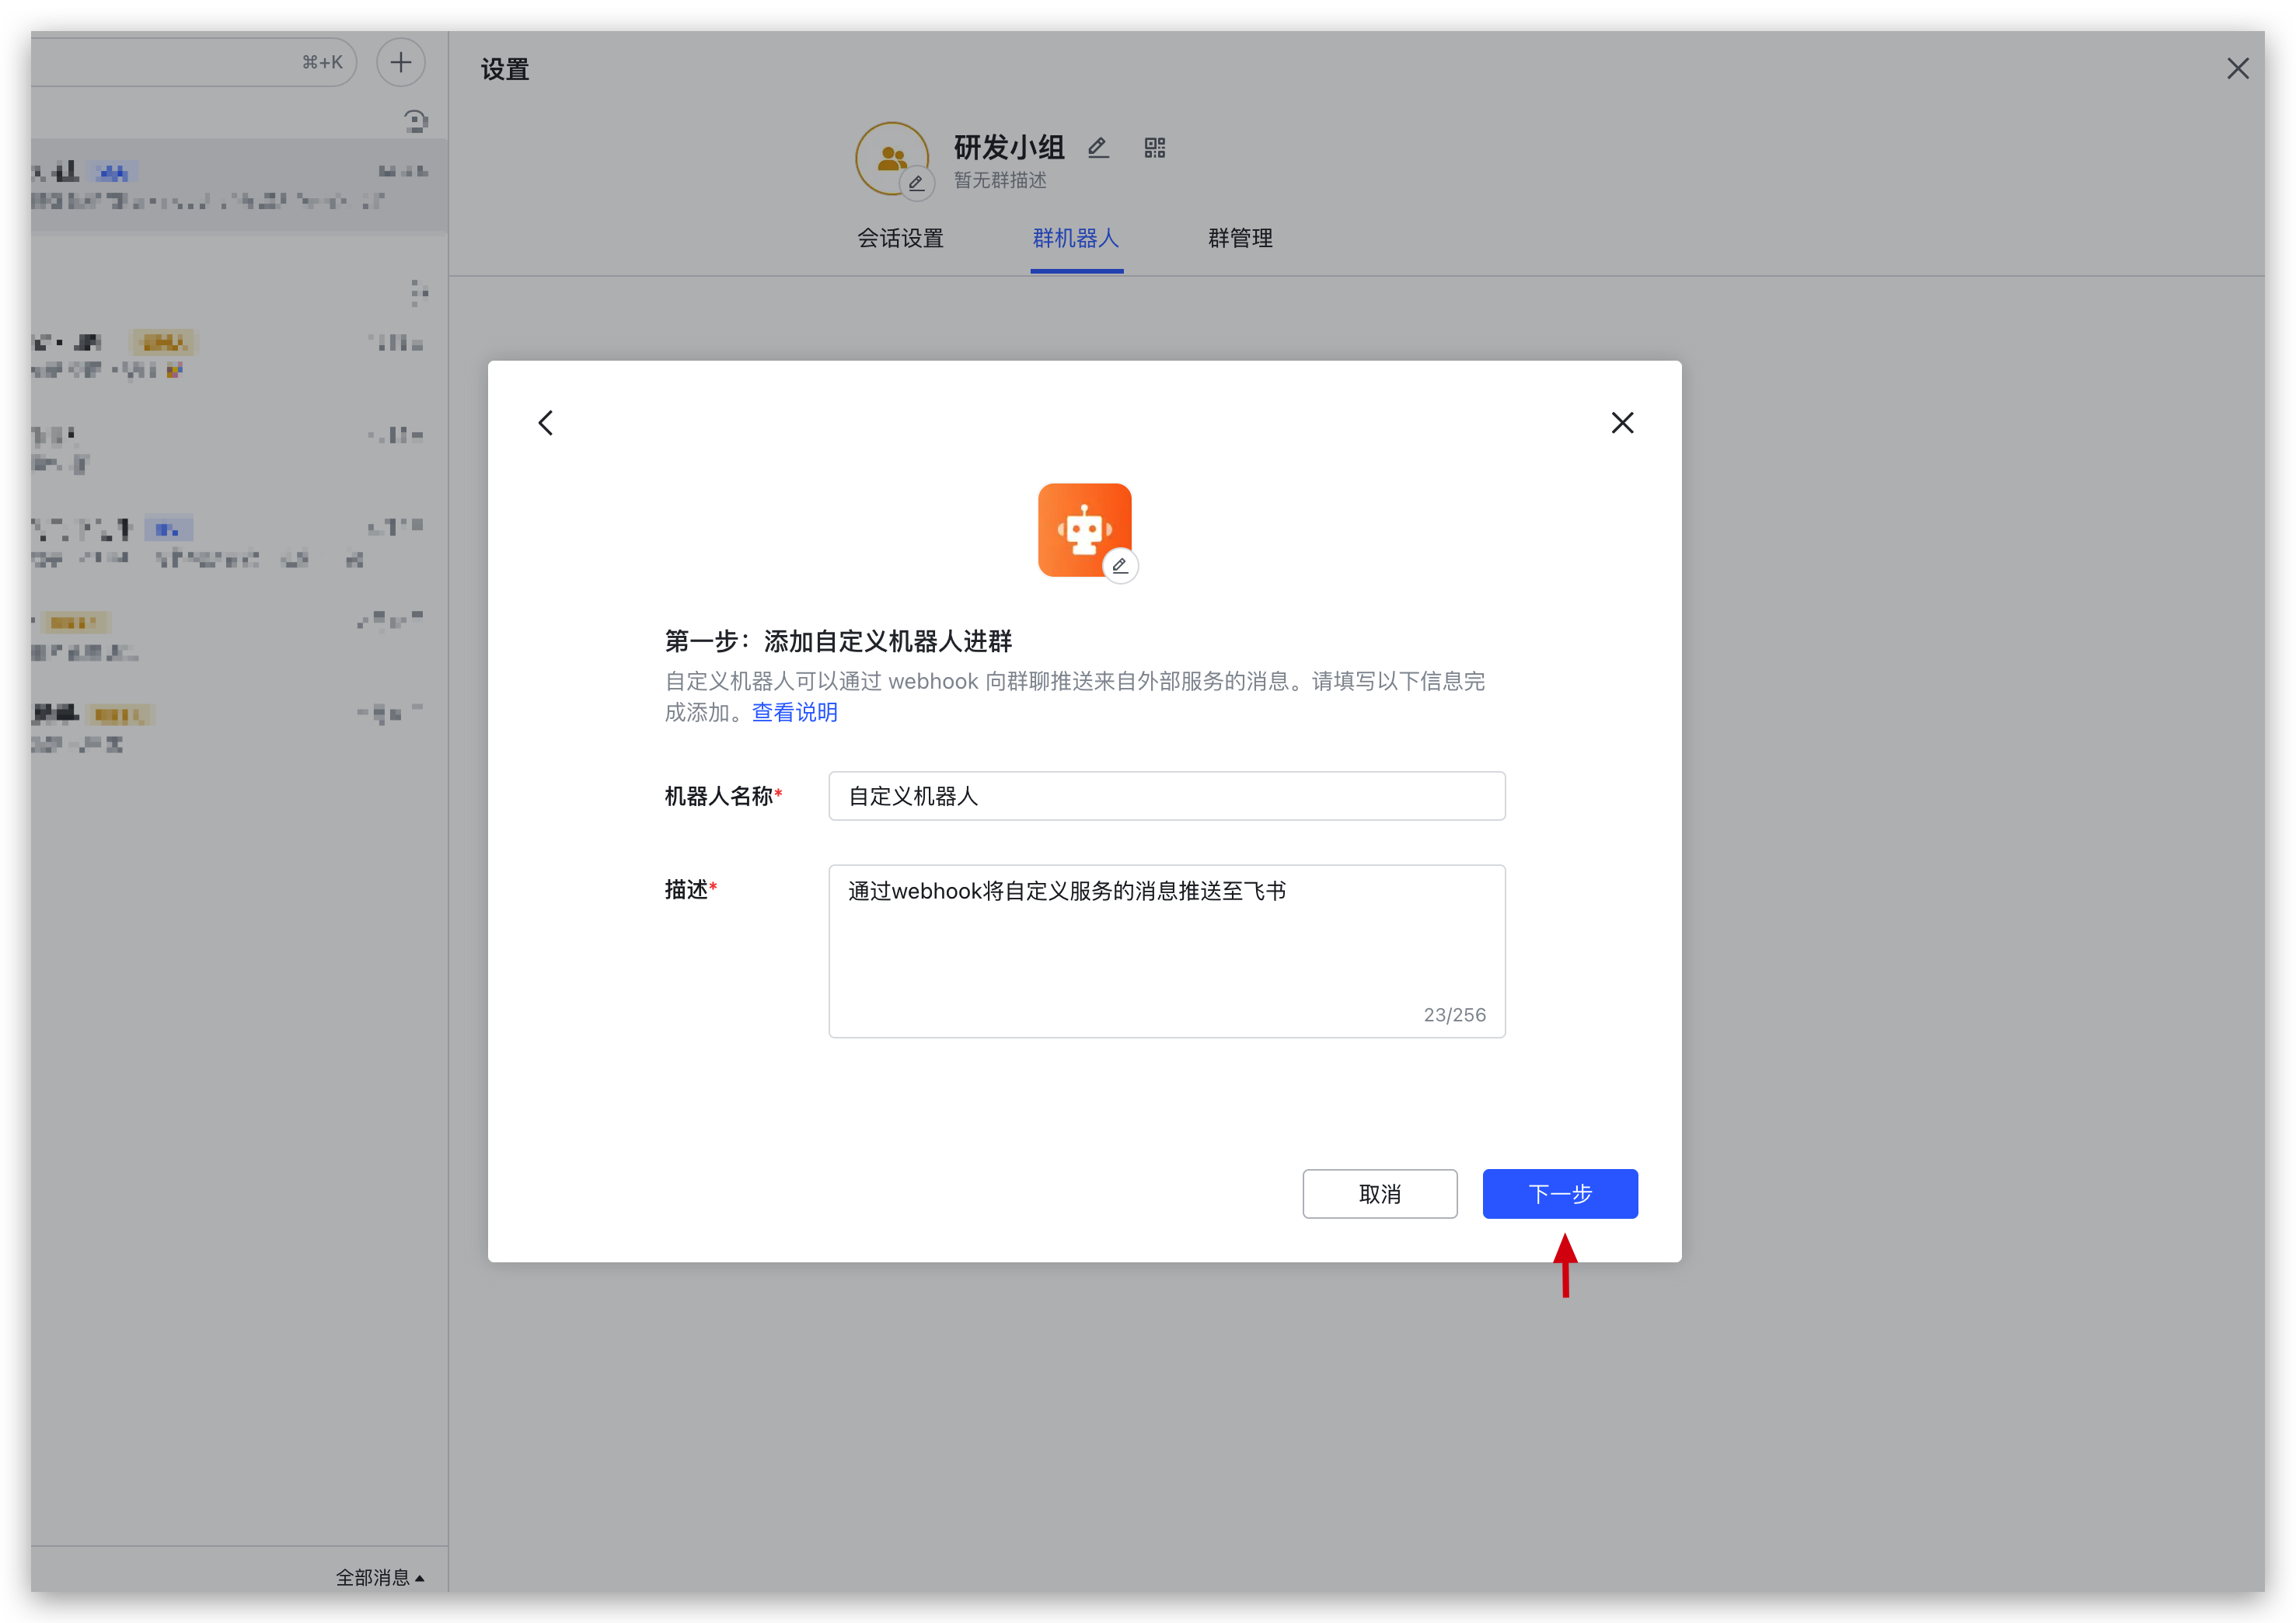 ⌘+K
设置
研发小组
暂无群描述
会话设置
群机器人
群管理
第一步：添加自定义机器人进群
自定义机器人可以通过 webhook 向群聊推送来自外部服务的消息。请填写以下信息完
成添加。查看说明
机器人名称*
自定义机器人
描述*
通过webhook将自定义服务的消息推送至飞书
23/256
取消
下一步
全部消息